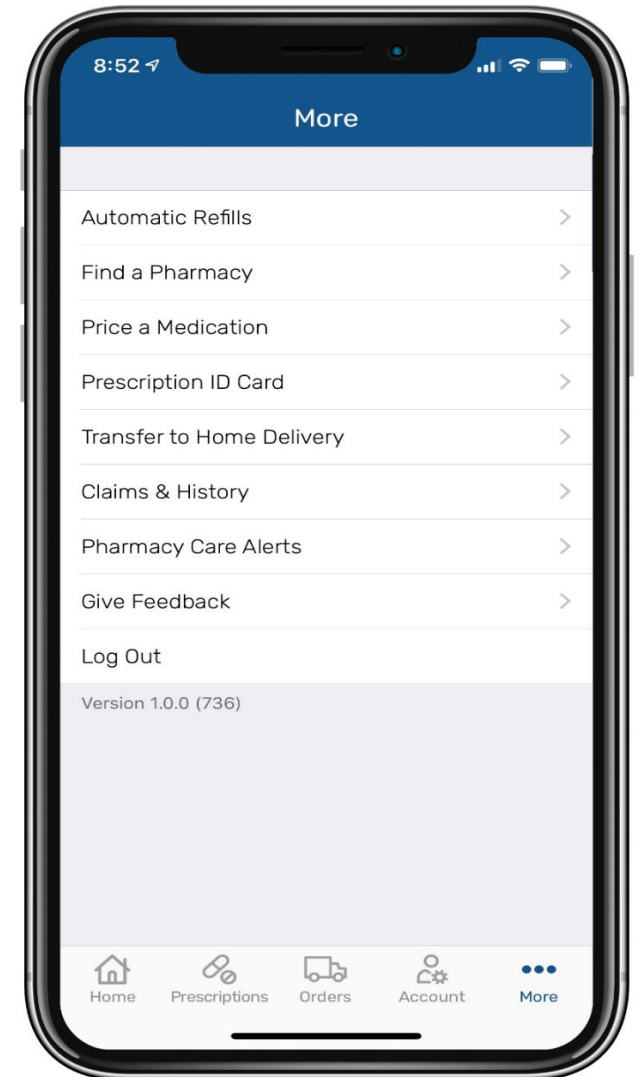 8:52
More
Automatic Refills
Find a Pharmacy
Price a Medication
Prescription ID Card
Transfer to Home Delivery
Claims & History
Pharmacy Care Alerts
Give Feedback
Log Out
Version 1.0.0 (736)
Home Prescriptions Orders Account More